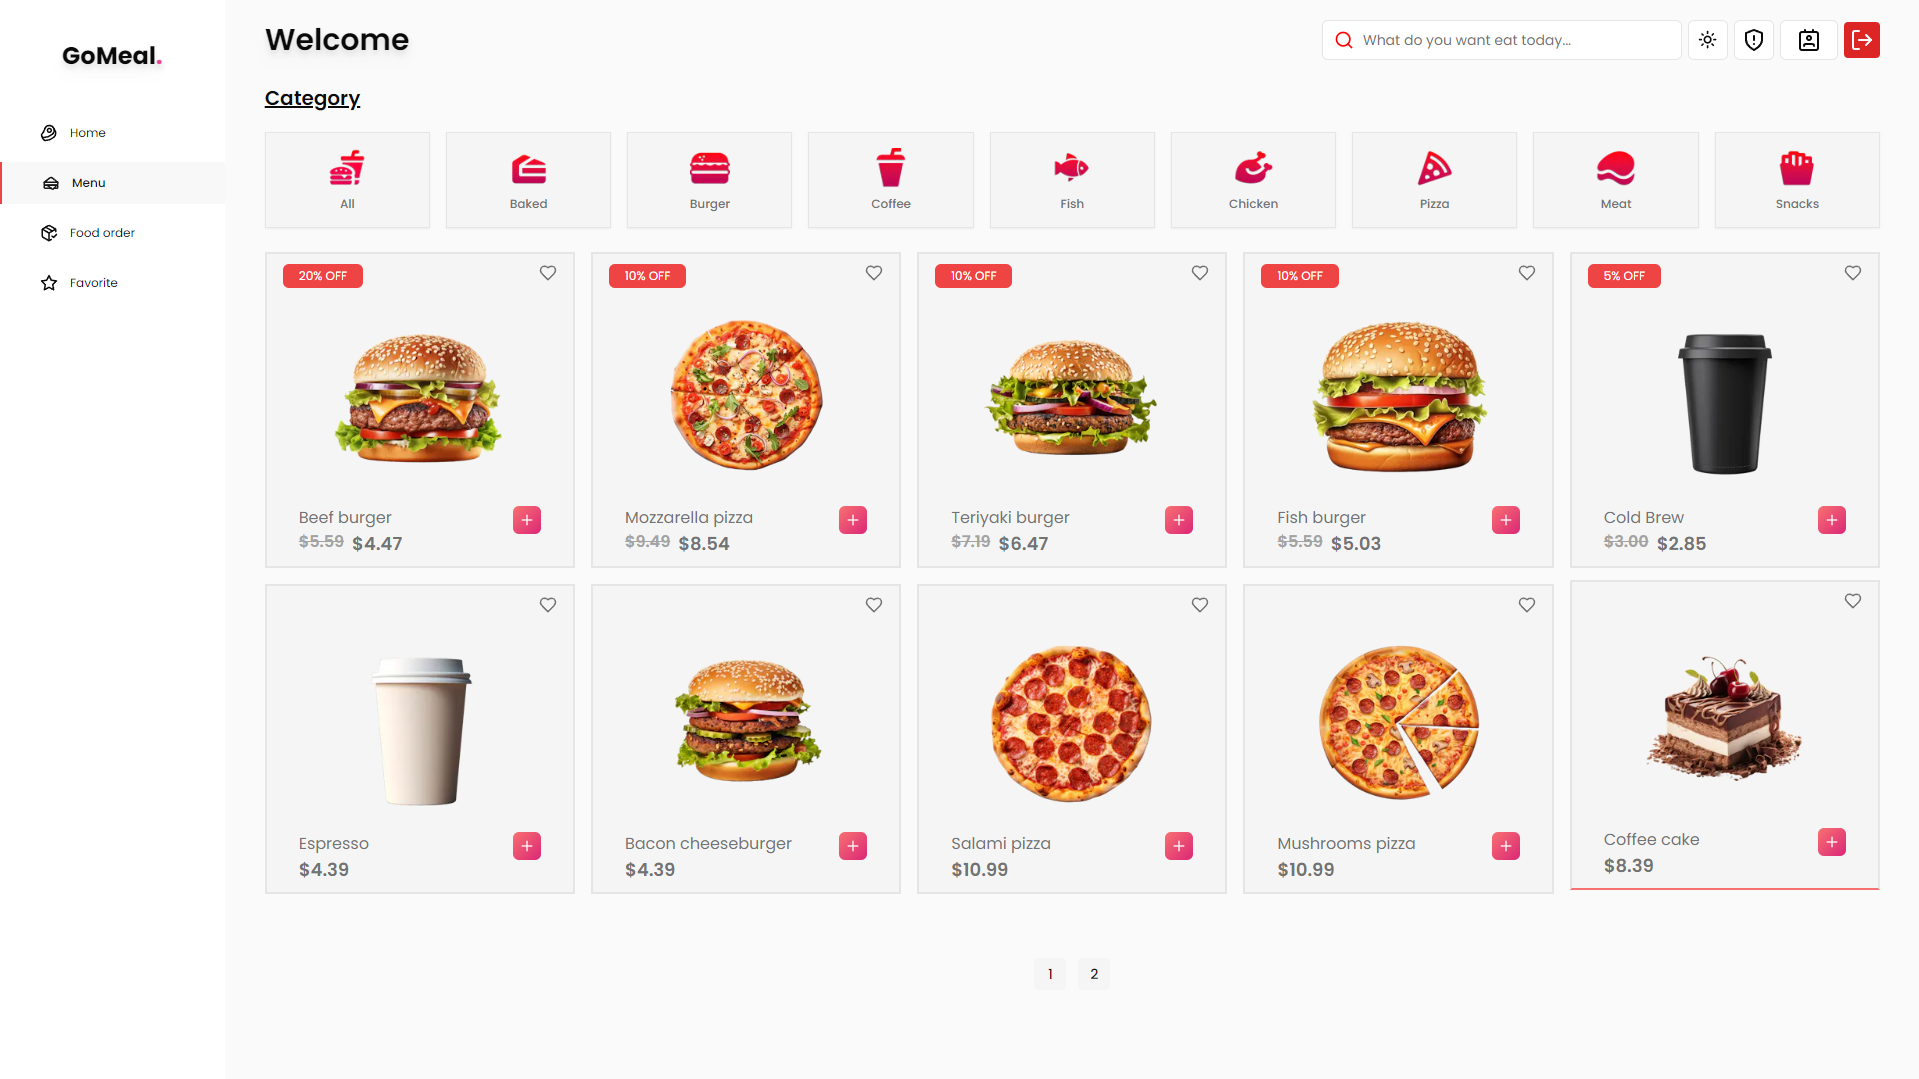 GoMeal.
Home
Menu
Food order
Favorite
Welcome
What do you want eat today...
Category
All
Baked
Burger
Coffee
Fish
Chicken
Pizza
Meat
Snacks
20% OFF
Beef burger
$5.59 $4.47
10% OFF
Mozzarella pizza
$9.49 $8.54
10% OFF
Teriyaki burger
$7.19 $6.47
10% OFF
Fish burger
$5.59 $5.03
5% OFF
Cold Brew
$3.00 $2.85
Espresso
$4.39
Bacon cheeseburger
$4.39
Salami pizza
$10.99
Mushrooms pizza
$10.99
Coffee cake
$8.39
1 2